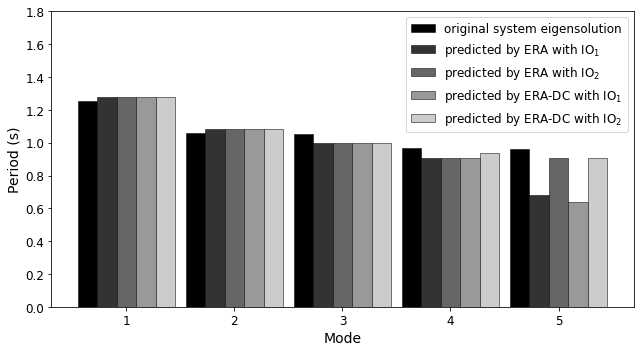 original system eigensolution
predicted by ERA with IO₁
predicted by ERA with IO₂
predicted by ERA-DC with IO₁
predicted by ERA-DC with IO₂
Period (s)
1.8
1.6
1.4
1.2
1.0
0.8
0.6
0.4
0.2
0.0
1 2 3 4 5
Mode